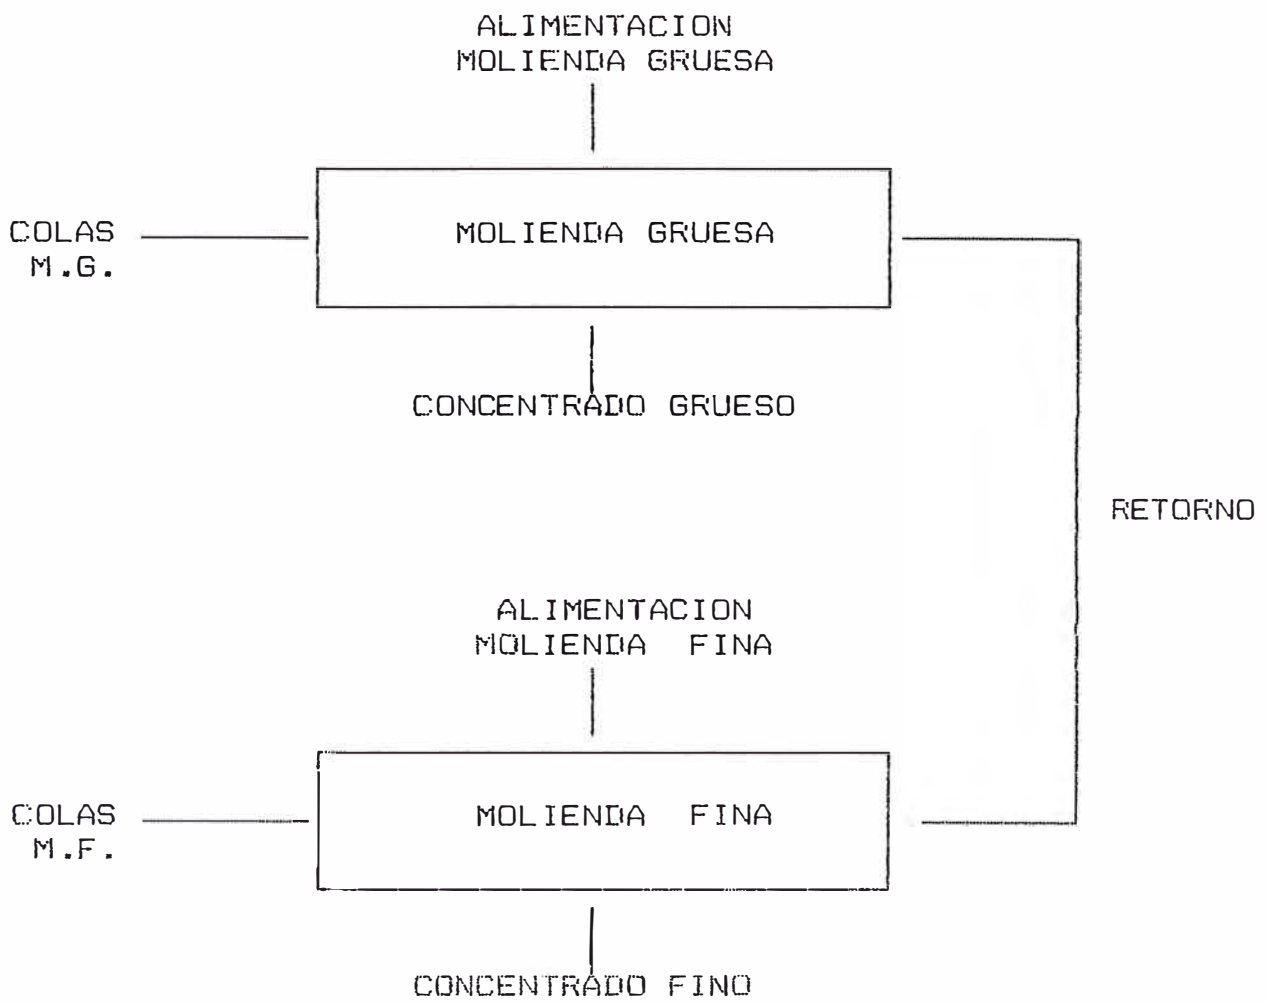 ALIMENTACION
MOLIENDA GRUESA
MOLIENDA GRUESA
COLAS
M.G.
CONCENTRADO GRUESO
RETORNO
ALIMENTACION
MOLIENDA FINA
MOLIENDA FINA
COLAS
M.F.
CONCENTRADO FINO